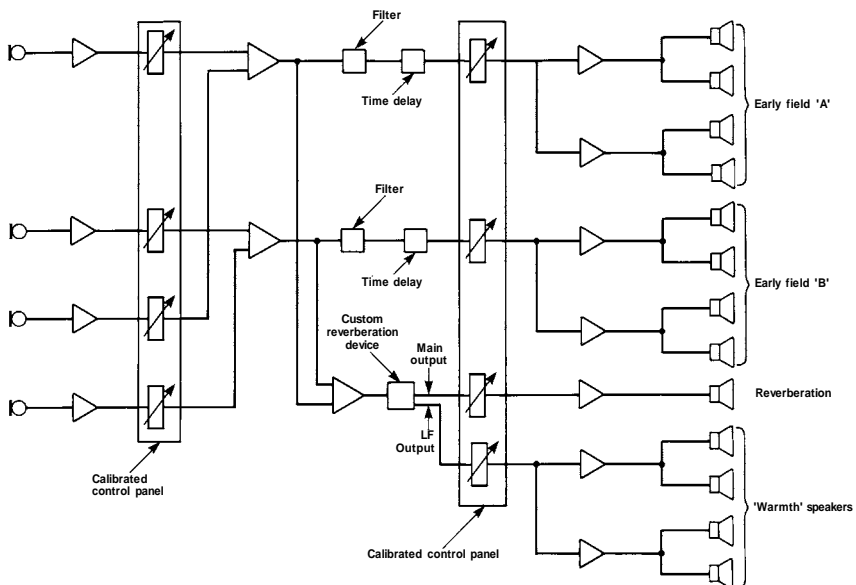 Filter
Time delay
Early field 'A'
Filter
Time delay
Early field 'B'
Custom
reverberation
device
Main
output
LF
Output
Reverberation
Calibrated
control panel
'Warmth' speakers
Calibrated control panel